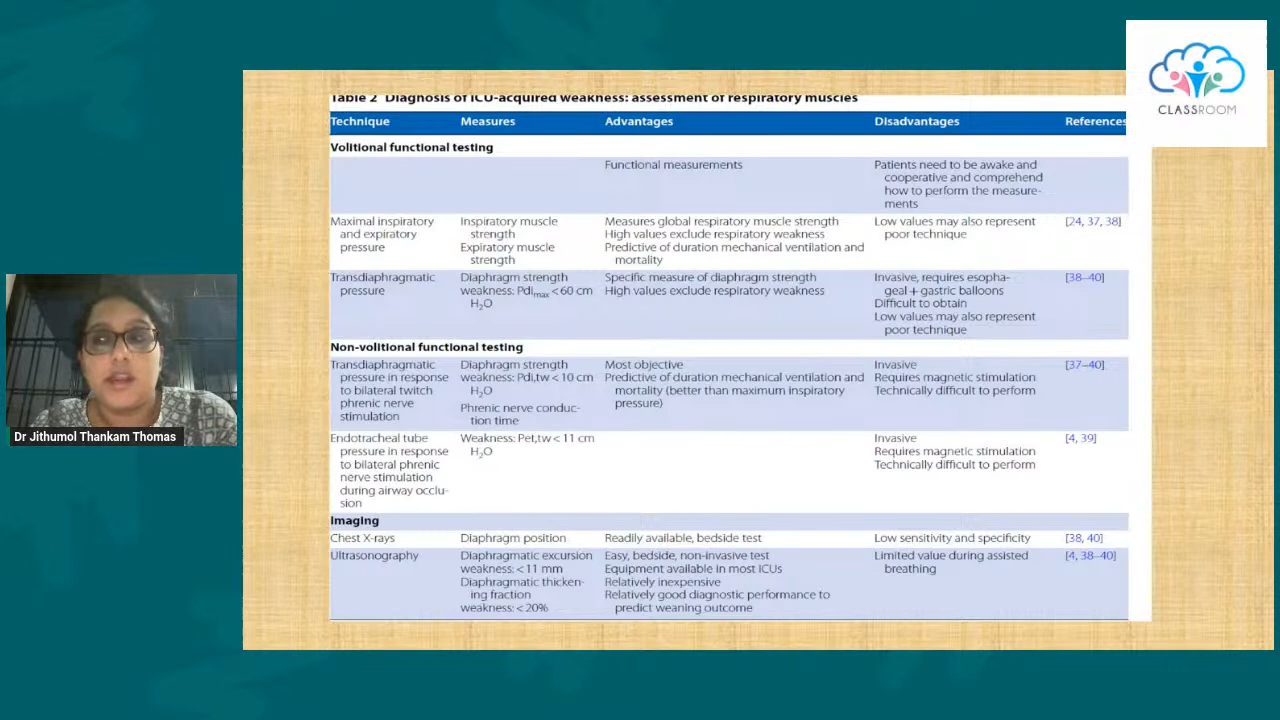 CLASSROOM
Table 2 Diagnosis of ICU-acquired weakness: assessment of respiratory muscles
Technique Measures Advantages Disadvantages References
Volitional functional testing
Functional measurements
Patients need to be awake and
cooperative and comprehend
how to perform the measure-
ments
Maximal inspiratory
and expiratory
pressure
Inspiratory muscle
strength
Expiratory muscle
strength
Measures global respiratory muscle strength
High values exclude respiratory weakness
Predictive of duration mechanical ventilation and
mortality
Low values may also represent
poor technique
[24, 37, 38]
Transdiaphragmatic
pressure
Diaphragm strength
weakness: Pdimax < 60 cm
H2O
Specific measure of diaphragm strength
High values exclude respiratory weakness
Invasive, requires esopha-
geal + gastric balloons
Difficult to obtain
Low values may also represent
poor technique
[38–40]
Non-volitional functional testing
Transdiaphragmatic
pressure in response
to bilateral twitch
phrenic nerve
stimulation
Diaphragm strength
weakness: Pdi,tw < 10 cm
H2O
Phrenic nerve conduc-
tion time
Most objective
Predictive of duration mechanical ventilation and
mortality (better than maximum inspiratory
pressure)
Invasive
Requires magnetic stimulation
Technically difficult to perform
[37–40]
Endotracheal tube
pressure in response
to bilateral phrenic
nerve stimulation
during airway occlu-
sion
Weakness: Pet,tw < 11 cm
H2O
Invasive
Requires magnetic stimulation
Technically difficult to perform
[4, 39]
Imaging
Chest X-rays
Diaphragm position
Readily available, bedside test
Low sensitivity and specificity
[38, 40]
Ultrasonography
Diaphragmatic excursion
weakness: < 11 mm
Diaphragmatic thicken-
ing fraction
weakness: < 20%
Easy, bedside, non-invasive test
Equipment available in most ICUs
Relatively inexpensive
Relatively good diagnostic performance to
predict weaning outcome
Limited value during assisted
breathing
[4, 38–40]
Dr Jithumol Thankam Thomas